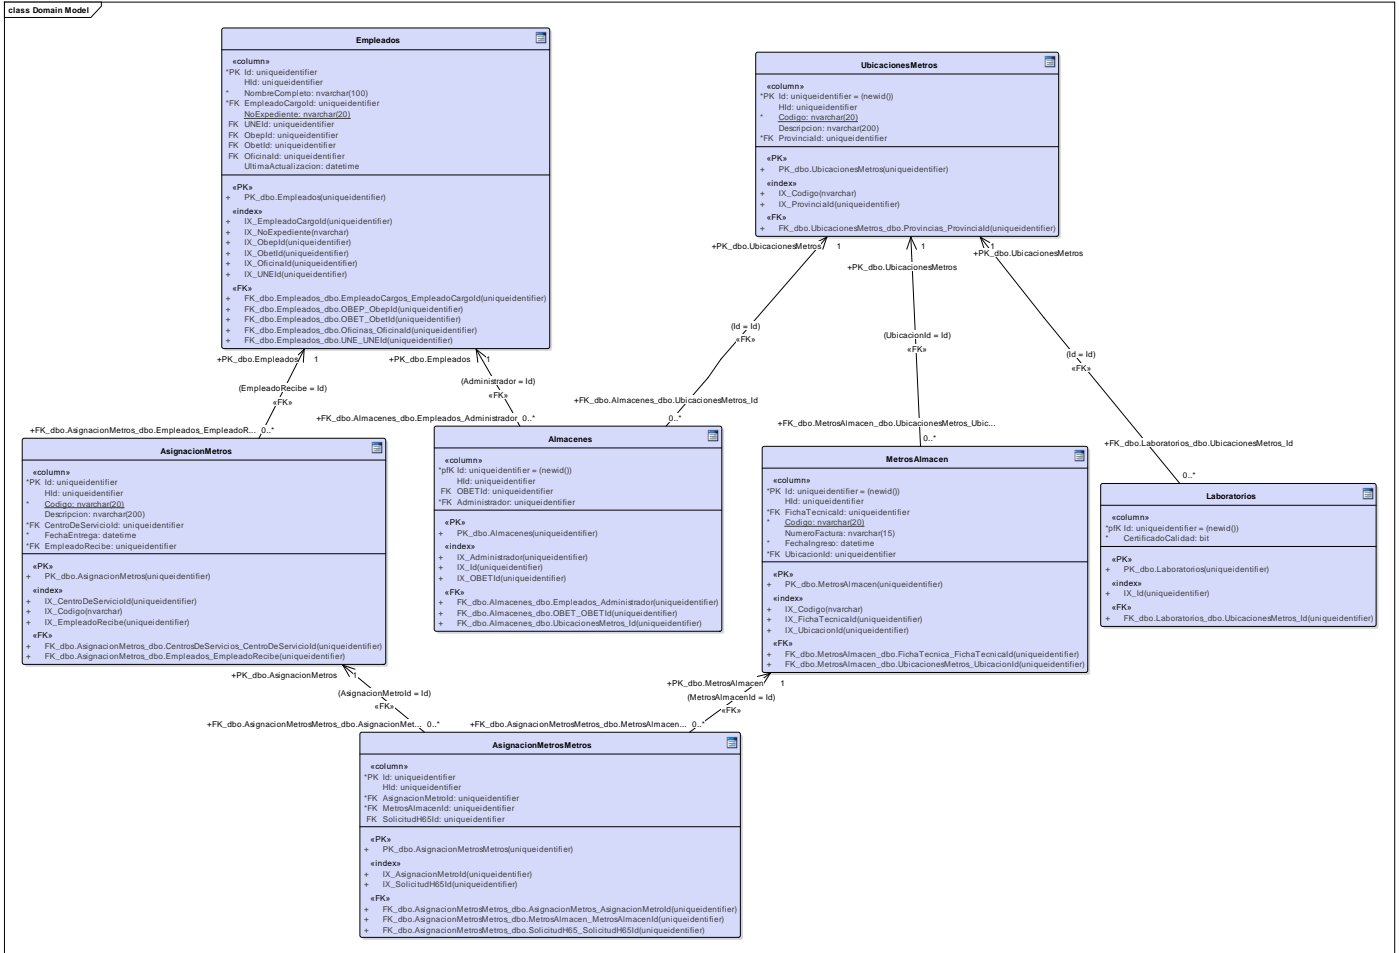 class Domain Model
Empleados
«column»
*PK Id: uniqueidentifier
HId: uniqueidentifier
* NombreCompleto: nvarchar(100)
*FK EmpleadoCargoId: uniqueidentifier
NoExpediente: nvarchar(20)
FK UNEId: uniqueidentifier
FK ObepId: uniqueidentifier
FK ObetId: uniqueidentifier
FK OficinaId: uniqueidentifier
UltimaActualizacion: datetime
«PK»
+ PK_dbo.Empleados(uniqueidentifier)
«index»
+ IX_EmpleadoCargoId(uniqueidentifier)
+ IX_NoExpediente(nvarchar)
+ IX_ObepId(uniqueidentifier)
+ IX_ObetId(uniqueidentifier)
+ IX_OficinaId(uniqueidentifier)
+ IX_UNEId(uniqueidentifier)
«FK»
+ FK_dbo.Empleados_dbo.EmpleadoCargos_EmpleadoCargoId(uniqueidentifier)
+ FK_dbo.Empleados_dbo.OBEP_ObepId(uniqueidentifier)
+ FK_dbo.Empleados_dbo.OBET_ObetId(uniqueidentifier)
+ FK_dbo.Empleados_dbo.Oficinas_OficinaId(uniqueidentifier)
+ FK_dbo.Empleados_dbo.UNE_UNEId(uniqueidentifier)
UbicacionesMetros
«column»
*PK Id: uniqueidentifier = (newid())
HId: uniqueidentifier
* Codigo: nvarchar(20)
Descripcion: nvarchar(200)
*FK ProvinciaId: uniqueidentifier
«PK»
+ PK_dbo.UbicacionesMetros(uniqueidentifier)
«index»
+ IX_Codigo(nvarchar)
+ IX_ProvinciaId(uniqueidentifier)
«FK»
+ FK_dbo.UbicacionesMetros_dbo.Provincias_ProvinciaId(uniqueidentifier)
+PK_dbo.UbicacionesMetros 1
+PK_dbo.UbicacionesMetros 1
+PK_dbo.UbicacionesMetros 1
(Id = Id)
«FK»
(UbicacionId = Id)
«FK»
(Id = Id)
«FK»
+PK_dbo.Empleados 1
+PK_dbo.Empleados 1
(EmpleadoRecibe = Id)
«FK»
(Administrador = Id)
«FK»
+FK_dbo.AsignacionMetros_dbo.Empleados_EmpleadoR... 0..*
+FK_dbo.Almacenes_dbo.Empleados_Administrador 0..*
+FK_dbo.Almacenes_dbo.UbicacionesMetros_Id
0..*
+FK_dbo.MetrosAlmacen_dbo.UbicacionesMetros_Ubic...
0..*
+FK_dbo.Laboratorios_dbo.UbicacionesMetros_Id
0..*
AsignacionMetros
«column»
*PK Id: uniqueidentifier
HId: uniqueidentifier
* Codigo: nvarchar(20)
Descripcion: nvarchar(200)
*FK CentroDeServicioId: uniqueidentifier
* FechaEntrega: datetime
*FK EmpleadoRecibe: uniqueidentifier
«PK»
+ PK_dbo.AsignacionMetros(uniqueidentifier)
«index»
+ IX_CentroDeServicioId(uniqueidentifier)
+ IX_Codigo(nvarchar)
+ IX_EmpleadoRecibe(uniqueidentifier)
«FK»
+ FK_dbo.AsignacionMetros_dbo.CentrosDeServicios_CentroDeServicioId(uniqueidentifier)
+ FK_dbo.AsignacionMetros_dbo.Empleados_EmpleadoRecibe(uniqueidentifier)
Almacenes
«column»
*pfK Id: uniqueidentifier = (newid())
HId: uniqueidentifier
FK OBETId: uniqueidentifier
*FK Administrador: uniqueidentifier
«PK»
+ PK_dbo.Almacenes(uniqueidentifier)
«index»
+ IX_Administrador(uniqueidentifier)
+ IX_Id(uniqueidentifier)
+ IX_OBETId(uniqueidentifier)
«FK»
+ FK_dbo.Almacenes_dbo.Empleados_Administrador(uniqueidentifier)
+ FK_dbo.Almacenes_dbo.OBET_OBETId(uniqueidentifier)
+ FK_dbo.Almacenes_dbo.UbicacionesMetros_Id(uniqueidentifier)
MetrosAlmacen
«column»
*PK Id: uniqueidentifier = (newid())
HId: uniqueidentifier
*FK FichaTecnicaId: uniqueidentifier
* Codigo: nvarchar(20)
NumeroFactura: nvarchar(15)
* FechaIngreso: datetime
*FK UbicacionId: uniqueidentifier
«PK»
+ PK_dbo.MetrosAlmacen(uniqueidentifier)
«index»
+ IX_Codigo(nvarchar)
+ IX_FichaTecnicaId(uniqueidentifier)
+ IX_UbicacionId(uniqueidentifier)
«FK»
+ FK_dbo.MetrosAlmacen_dbo.FichaTecnica_FichaTecnicaId(uniqueidentifier)
+ FK_dbo.MetrosAlmacen_dbo.UbicacionesMetros_UbicacionId(uniqueidentifier)
Laboratorios
«column»
*pfK Id: uniqueidentifier = (newid())
* CertificadoCalidad: bit
«PK»
+ PK_dbo.Laboratorios(uniqueidentifier)
«index»
+ IX_Id(uniqueidentifier)
«FK»
+ FK_dbo.Laboratorios_dbo.UbicacionesMetros_Id(uniqueidentifier)
+PK_dbo.AsignacionMetros 1
(AsignacionMetroId = Id)
«FK»
+FK_dbo.AsignacionMetrosMetros_dbo.AsignacionMet... 0..*
+PK_dbo.MetrosAlmacen 1
(MetrosAlmacenId = Id)
«FK»
+FK_dbo.AsignacionMetrosMetros_dbo.MetrosAlmacen... 0..*
AsignacionMetrosMetros
«column»
*PK Id: uniqueidentifier
HId: uniqueidentifier
*FK AsignacionMetroId: uniqueidentifier
*FK MetrosAlmacenId: uniqueidentifier
FK SolicitudH65Id: uniqueidentifier
«PK»
+ PK_dbo.AsignacionMetrosMetros(uniqueidentifier)
«index»
+ IX_AsignacionMetroId(uniqueidentifier)
+ IX_SolicitudH65Id(uniqueidentifier)
«FK»
+ FK_dbo.AsignacionMetrosMetros_dbo.AsignacionMetros_AsignacionMetroId(uniqueidentifier)
+ FK_dbo.AsignacionMetrosMetros_dbo.MetrosAlmacen_MetrosAlmacenId(uniqueidentifier)
+ FK_dbo.AsignacionMetrosMetros_dbo.SolicitudH65_SolicitudH65Id(uniqueidentifier)